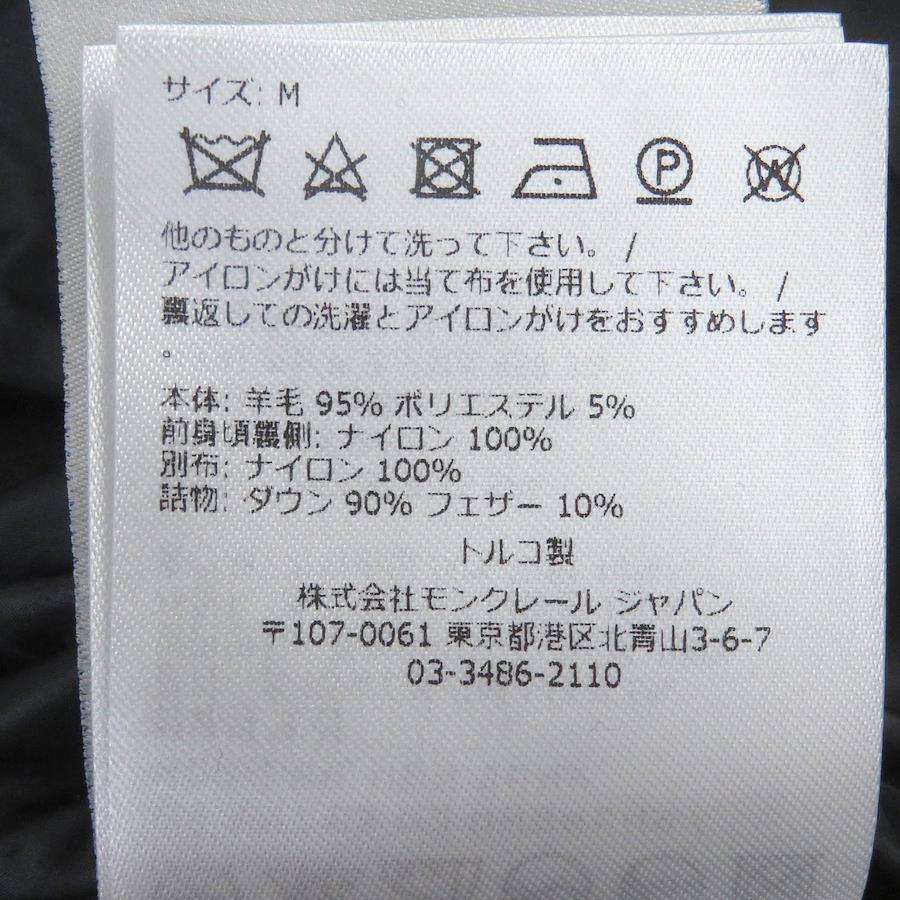 サイズ: M
P
W
他のものと分けて洗って下さい。 /
アイロンがけには当て布を使用して下さい。 /
裏返しての洗濯とアイロンがけをおすすめします
。
本体: 羊毛 95% ポリエステル 5%
前身頃裏側: ナイロン 100%
別布: ナイロン 100%
詰物: ダウン 90% フェザー 10%
トルコ製
株式会社モンクレール ジャパン
〒107-0061 東京都港区北青山3-6-7
03-3486-2110